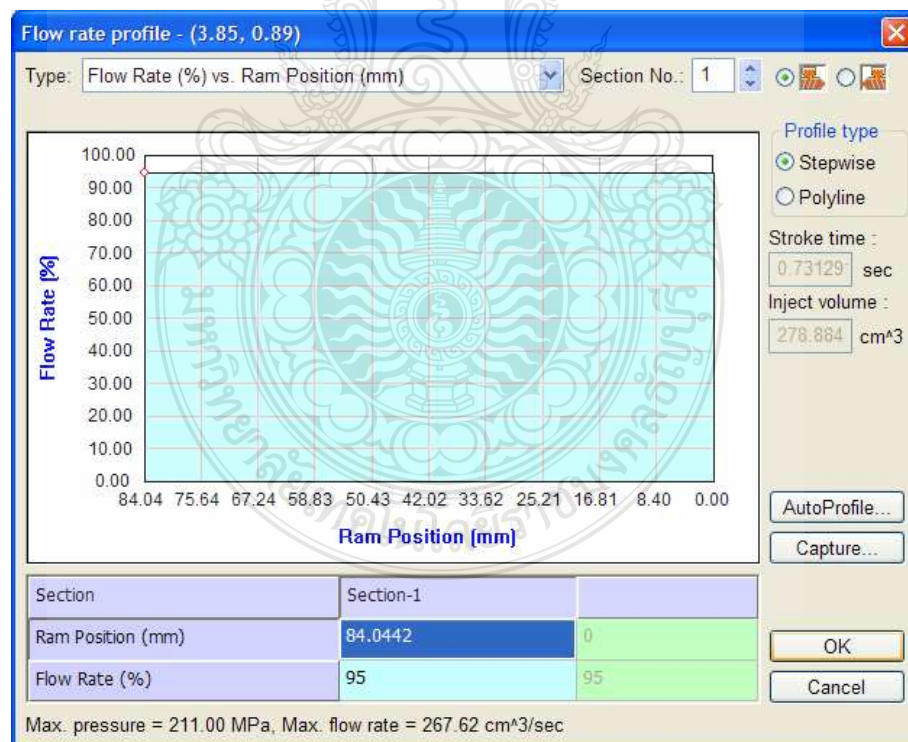 Flow rate profile - (3.85, 0.89)
Type: Flow Rate (%) vs. Ram Position (mm) Section No.: 1
Profile type
Stepwise
Polyline
Stroke time :
0.73129 sec
Inject volume :
278.884 cm^3
Flow Rate (%)
100.00
90.00
80.00
70.00
60.00
50.00
40.00
30.00
20.00
10.00
0.00
84.04 75.64 67.24 58.83 50.43 42.02 33.62 25.21 16.81 8.40 0.00
Ram Position (mm)
AutoProfile...
Capture...
Section Section-1
Ram Position (mm) 84.0442 0
Flow Rate (%) 95 95
OK
Cancel
Max. pressure = 211.00 MPa, Max. flow rate = 267.62 cm^3/sec